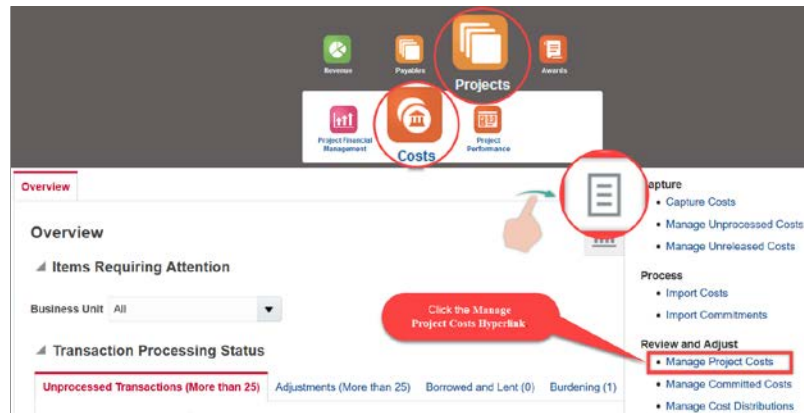 Revenue
Payables
Projects
Awards
Project Financial
Management
Costs
Project
Performance
Overview
Overview
Items Requiring Attention
Business Unit All
Transaction Processing Status
Unprocessed Transactions (More than 25) Adjustments (More than 25) Borrowed and Lent (0) Burdening (1)
Click the Manage
Project Costs Hyperlink
apture
• Capture Costs
• Manage Unprocessed Costs
• Manage Unreleased Costs
Process
• Import Costs
• Import Commitments
Review and Adjust
• Manage Project Costs
• Manage Committed Costs
• Manage Cost Distributions